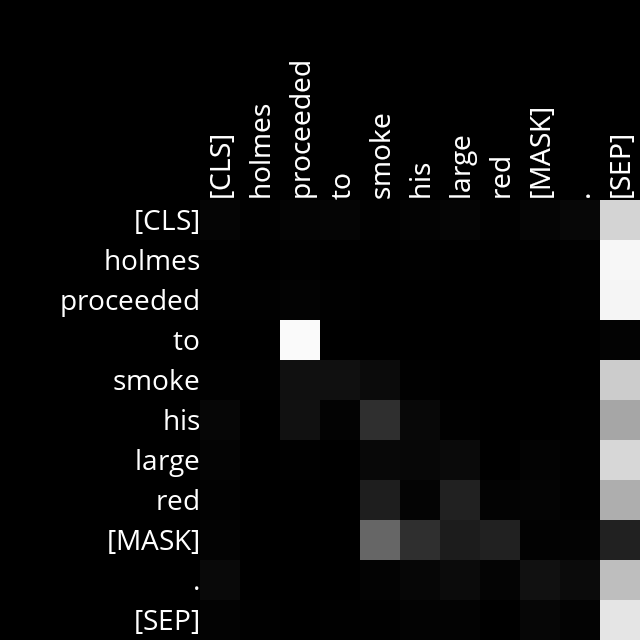 [CLS]
holmes
proceeded
to
smoke
his
large
red
[MASK]
.
[SEP]
[CLS]
holmes
proceeded
to
smoke
his
large
red
[MASK]
.
[SEP]